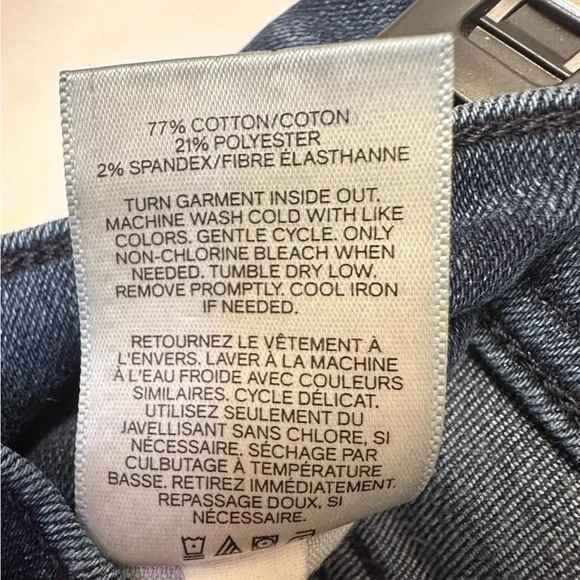 77% COTTON/COTON
21% POLYESTER
2% SPANDEX/FIBRE ÉLASTHANNE
TURN GARMENT INSIDE OUT.
MACHINE WASH COLD WITH LIKE
COLORS. GENTLE CYCLE. ONLY
NON-CHLORINE BLEACH WHEN
NEEDED. TUMBLE DRY LOW.
REMOVE PROMPTLY. COOL IRON
IF NEEDED.
RETOURNEZ LE VÊTEMENT À
L'ENVERS. LAVER À LA MACHINE
À L'EAU FROIDE AVEC COULEURS
SIMILAIRES. CYCLE DÉLICAT.
UTILISEZ SEULEMENT DU
JAVELLISANT SANS CHLORE, SI
NÉCESSAIRE. SÉCHAGE PAR
CULBUTAGE À TEMPÉRATURE
BASSE. RETIREZ IMMÉDIATEMENT.
REPASSAGE DOUX, SI
NÉCESSAIRE.